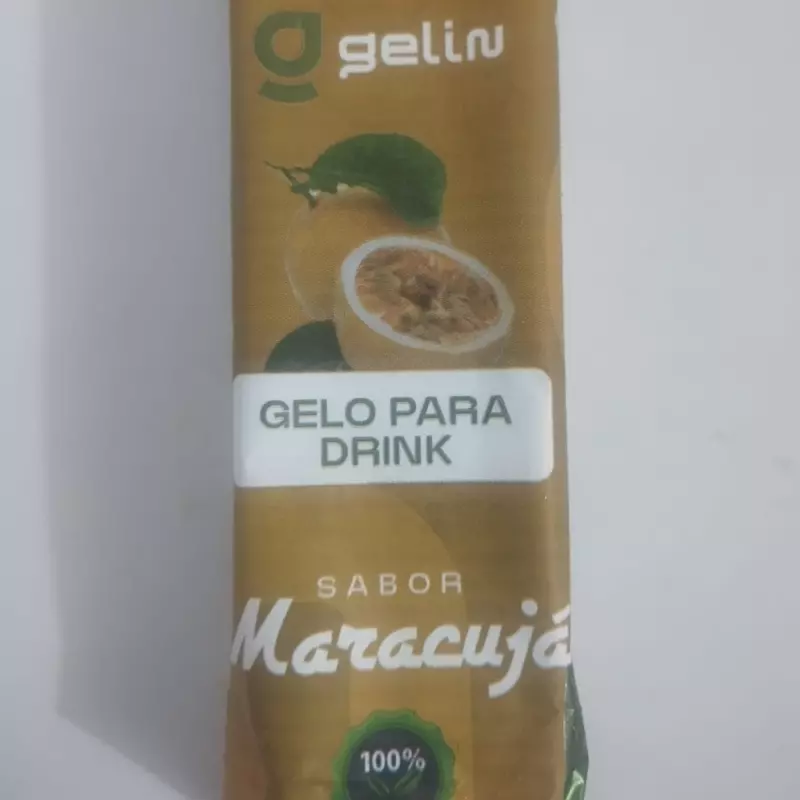 gelin
GELO PARA
DRINK
SABOR
Maracujá
100%